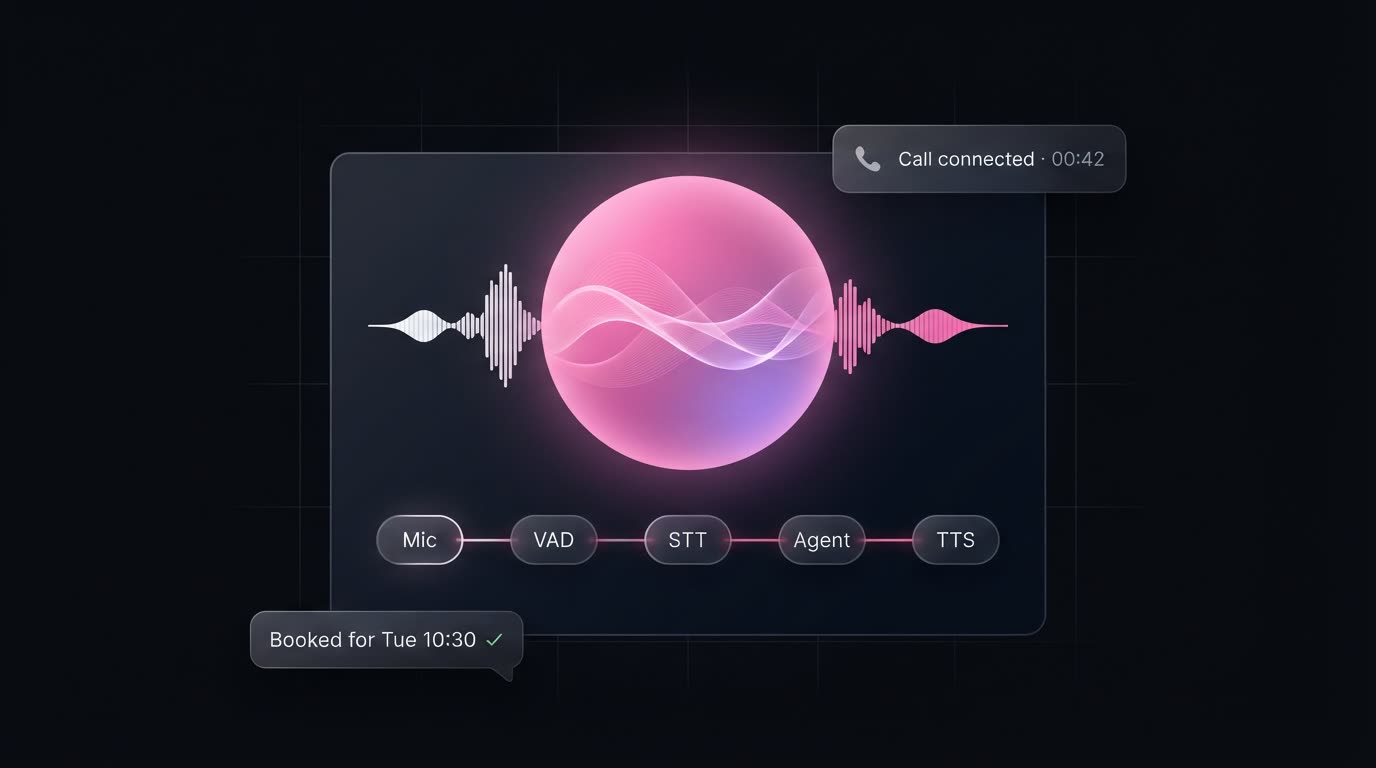 Call connected · 00:42
Mic
VAD
STT
Agent
TTS
Booked for Tue 10:30 ✓